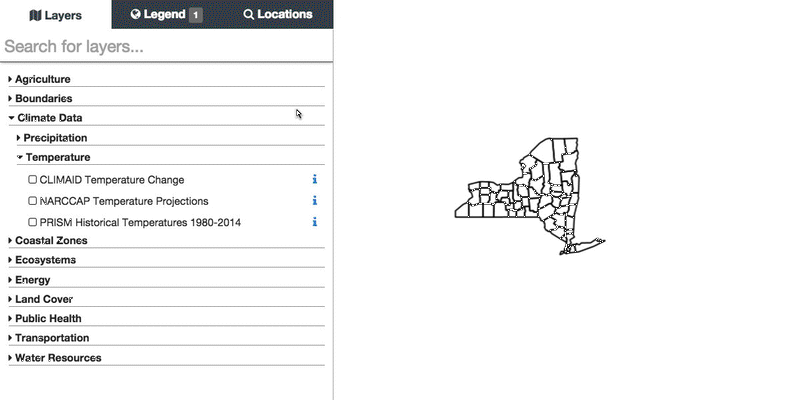 Layers
Legend 1
Locations
Search for layers...
Agriculture
Boundaries
Climate Data
Precipitation
Temperature
CLIMAID Temperature Change
NARCCAP Temperature Projections
PRISM Historical Temperatures 1980-2014
Coastal Zones
Ecosystems
Energy
Land Cover
Public Health
Transportation
Water Resources